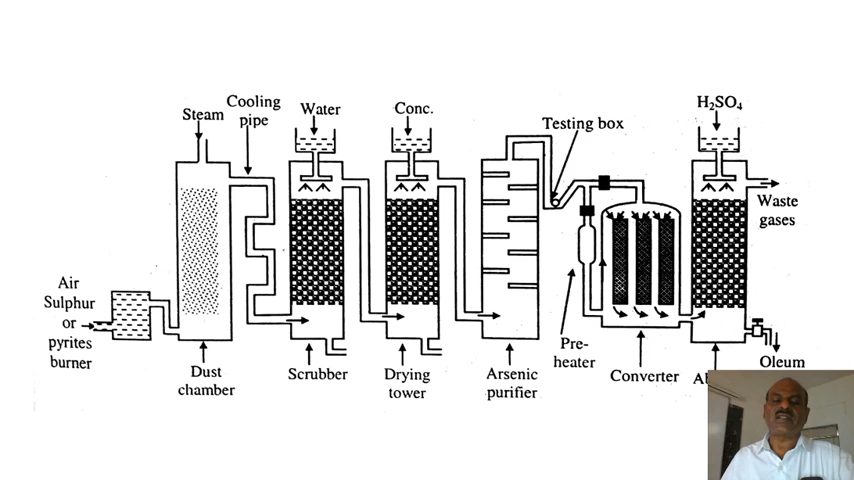 Steam
Cooling
pipe
Water
Conc.
Testing box
H₂SO₄
Waste
gases
Air
Sulphur
or
pyrites
burner
Dust
chamber
Scrubber
Drying
tower
Arsenic
purifier
Pre-
heater
Converter
Oleum